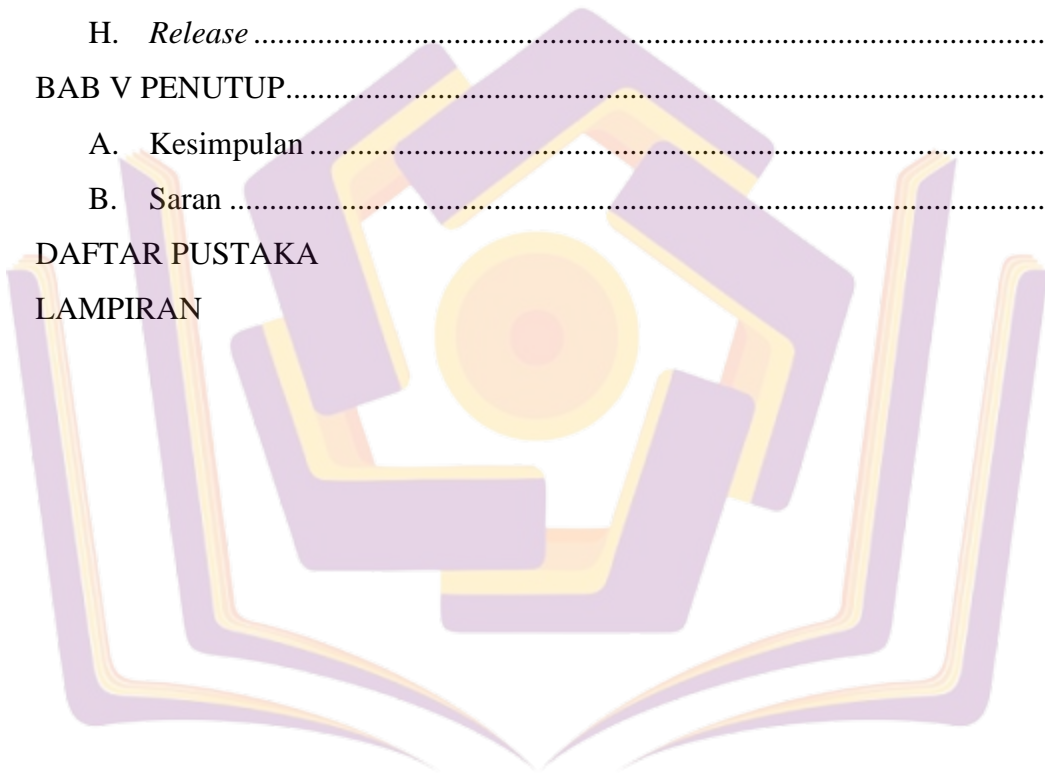 H. Release ....................................................................................................
BAB V PENUTUP................................................................................................
A. Kesimpulan .............................................................................................
B. Saran ......................................................................................................
DAFTAR PUSTAKA
LAMPIRAN